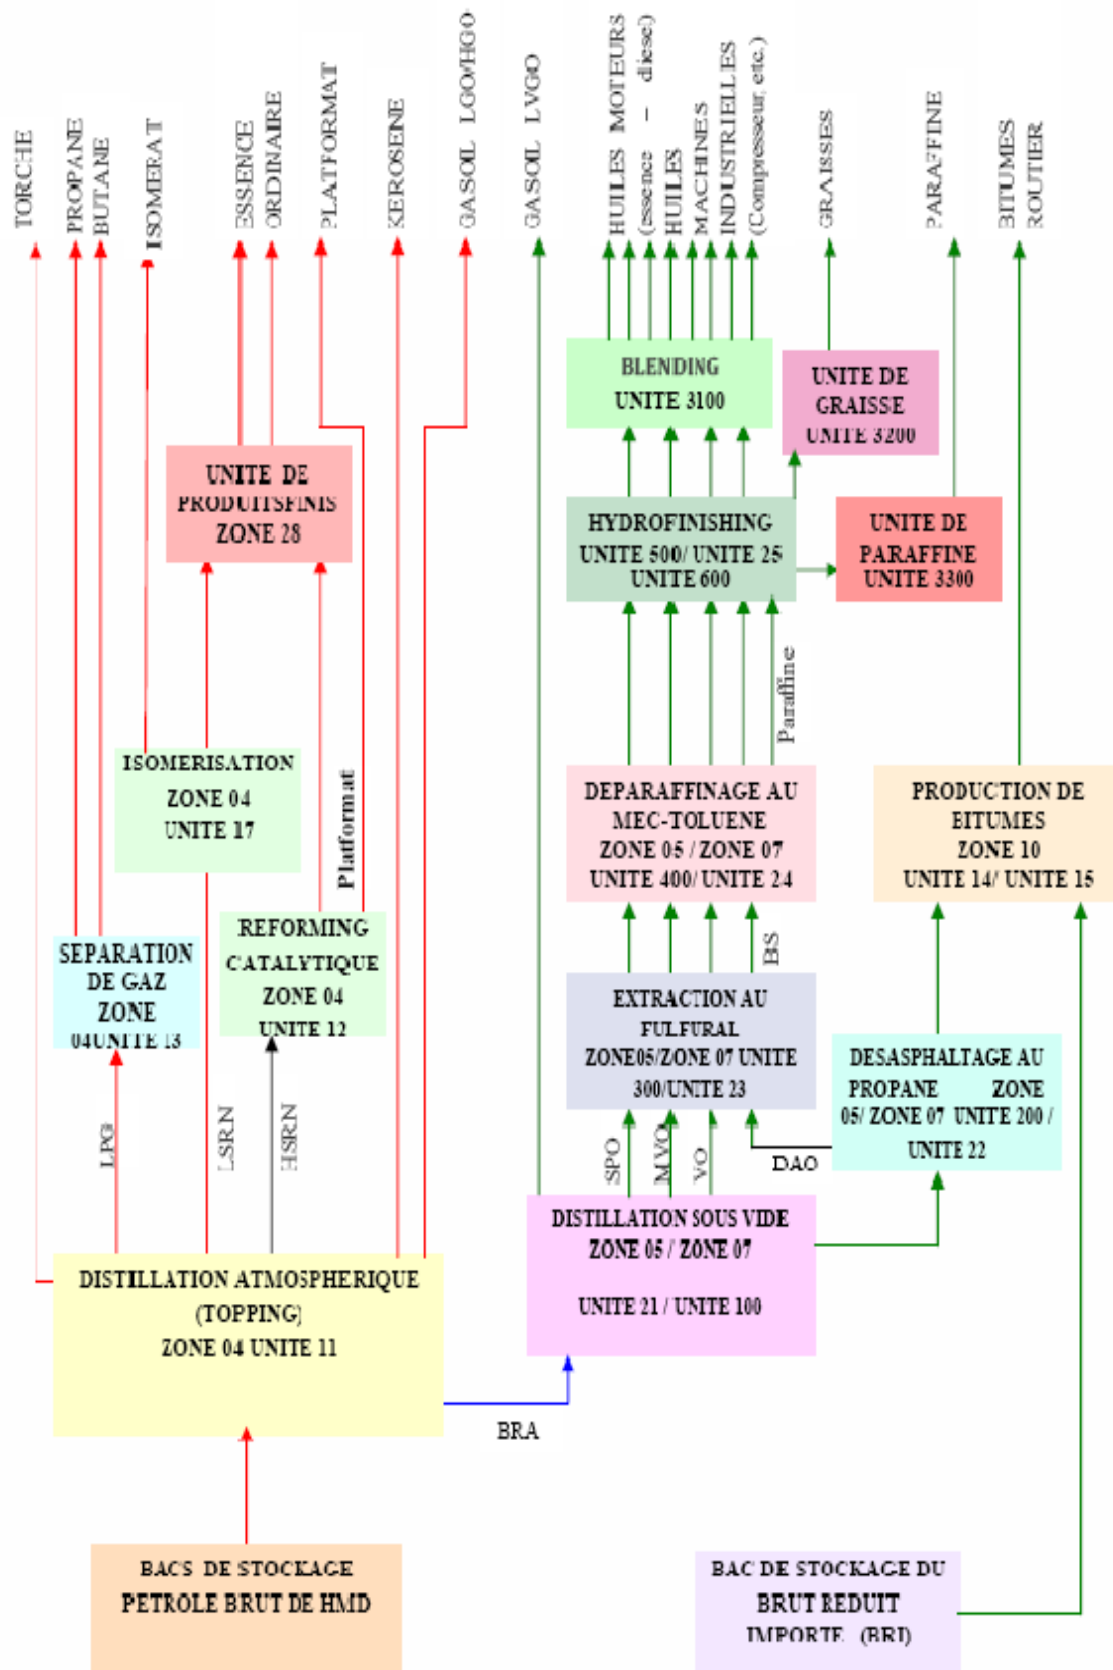 TORCHE
PROPANE
BUTANE
ISOMERAT
ESSENCE
ORDINAIRE
PLATFORMAT
KEROSEINE
GASOIL LGO/HGO
GASOIL LVGO
HUILES MOTEURS
(essence – diesel)
HUILES
MACHINES
INDUSTRIELLES
(Compresseur, etc.)
GRAISSES
PARAFFINE
BITUMES
ROUTIER
BLENDING
UNITE 3100
UNITE DE
GRAISSE
UNITE 3200
UNITE DE
PRODUITSFINIS
ZONE 28
HYDROFINISHING
UNITE 500/ UNITE 25
UNITE 600
UNITE DE
PARAFFINE
UNITE 3300
Paraffine
ISOMERISATION
ZONE 04
UNITE 17
Platformat
DEPARAFFINAGE AU
MEC-TOLUENE
ZONE 05 / ZONE 07
UNITE 400/ UNITE 24
PRODUCTION DE
BITUMES
ZONE 10
UNITE 14/ UNITE 15
SEPARATION
DE GAZ
ZONE
04UNITE 13
REFORMING
CATALYTIQUE
ZONE 04
UNITE 12
BS
EXTRACTION AU
FULFURAL
ZONE05/ZONE 07 UNITE
300/UNITE 23
DESASPHALTAGE AU
PROPANE ZONE
05/ ZONE 07 UNITE 200 /
UNITE 22
LPG
LSRN
HSRN
SPO
MVO
VO
DAO
DISTILLATION SOUS VIDE
ZONE 05 / ZONE 07
UNITE 21 / UNITE 100
DISTILLATION ATMOSPHERIQUE
(TOPPING)
ZONE 04 UNITE 11
BRA
BACS DE STOCKAGE
PETROLE BRUT DE HMD
BAC DE STOCKAGE DU
BRUT REDUIT
IMPORTE (BRI)